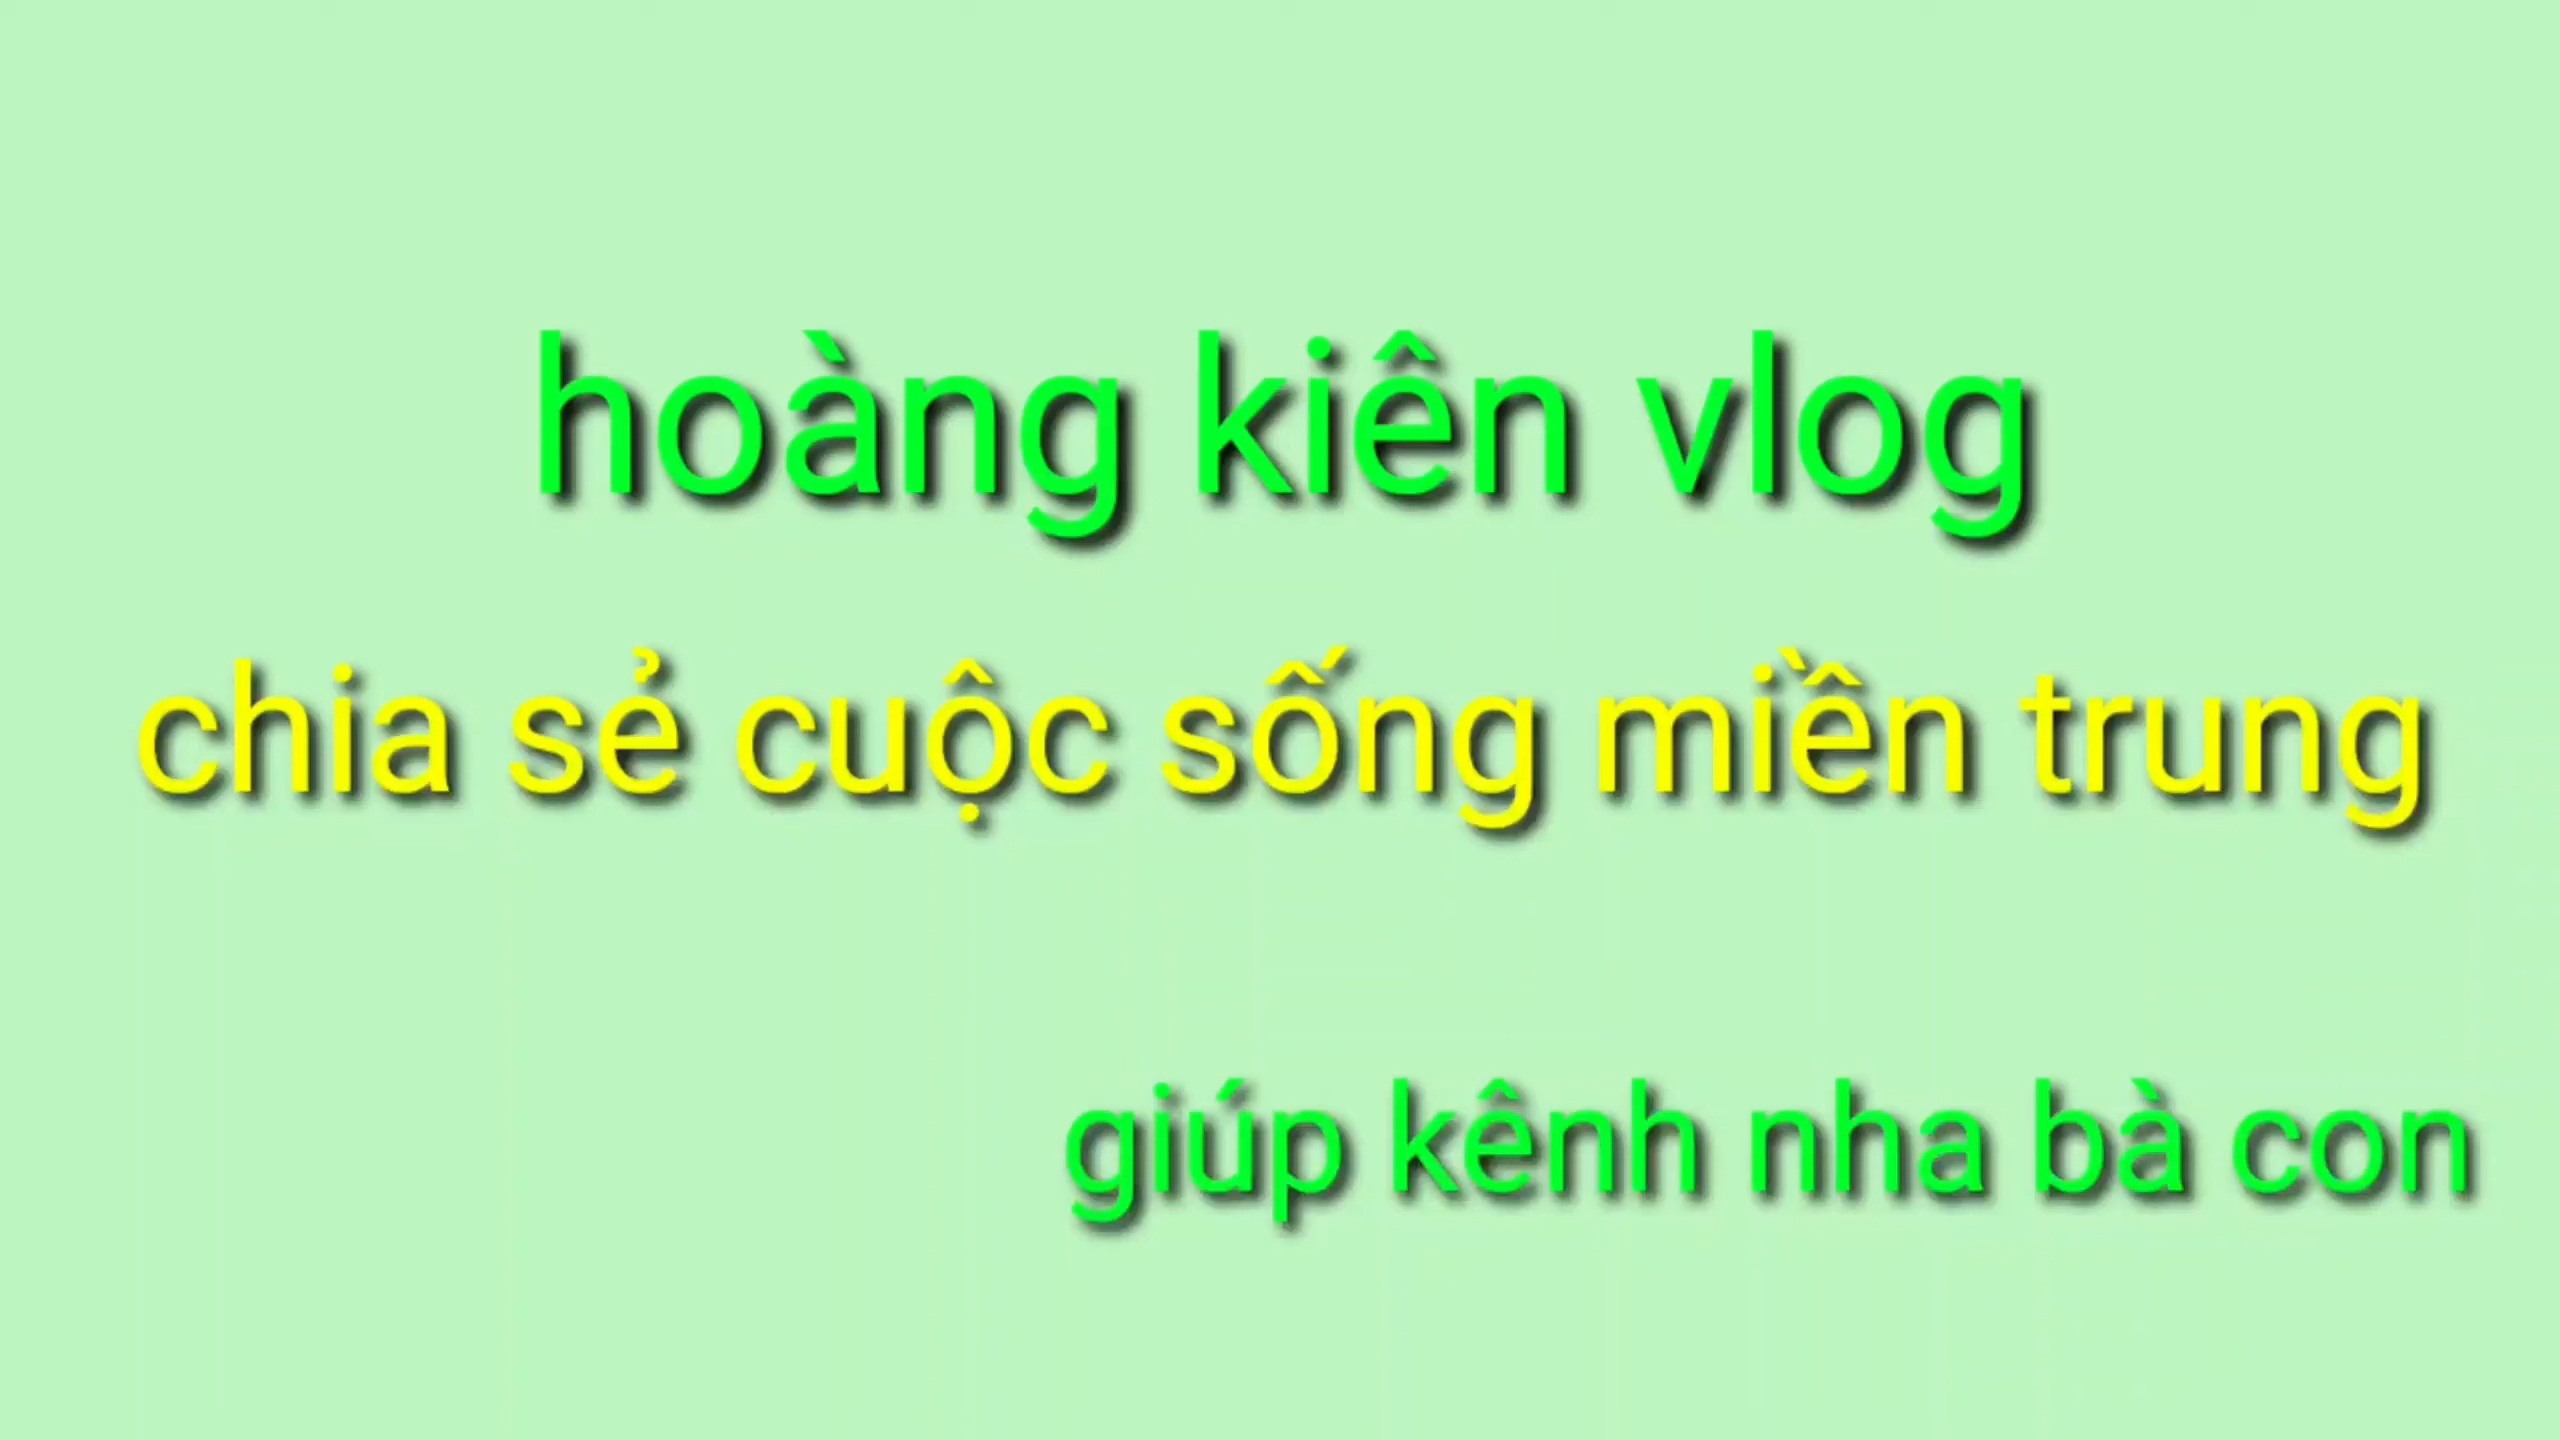 hoàng kiên vlog
chia sẻ cuộc sống miền trung
giúp kênh nha bà con